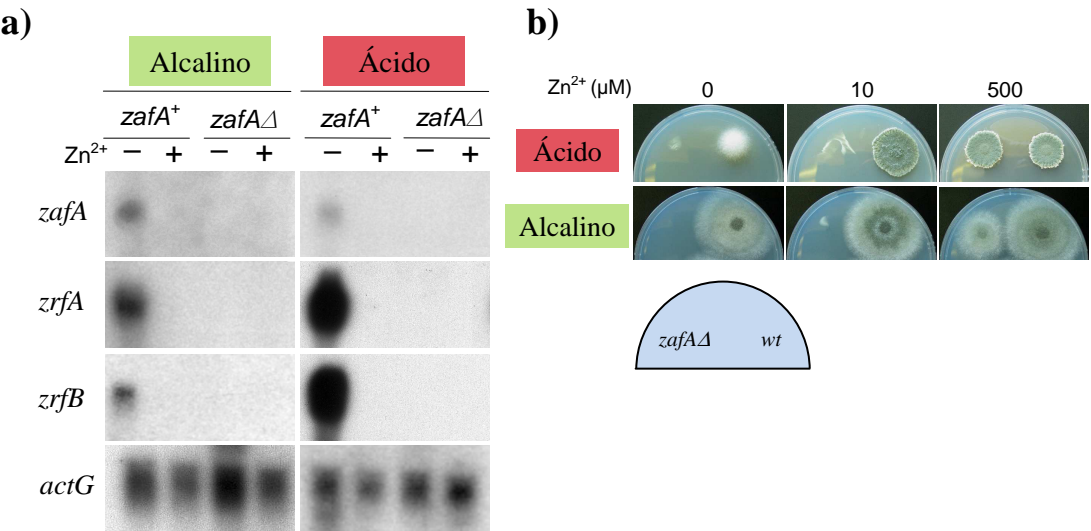 a)
Alcalino
Ácido
zafA⁺ zafAΔ zafA⁺ zafAΔ
Zn²⁺ – + – + – + – +
zafA
zrfA
zrfB
actG
b)
Zn²⁺ (µM) 0 10 500
Ácido
Alcalino
zafAΔ wt